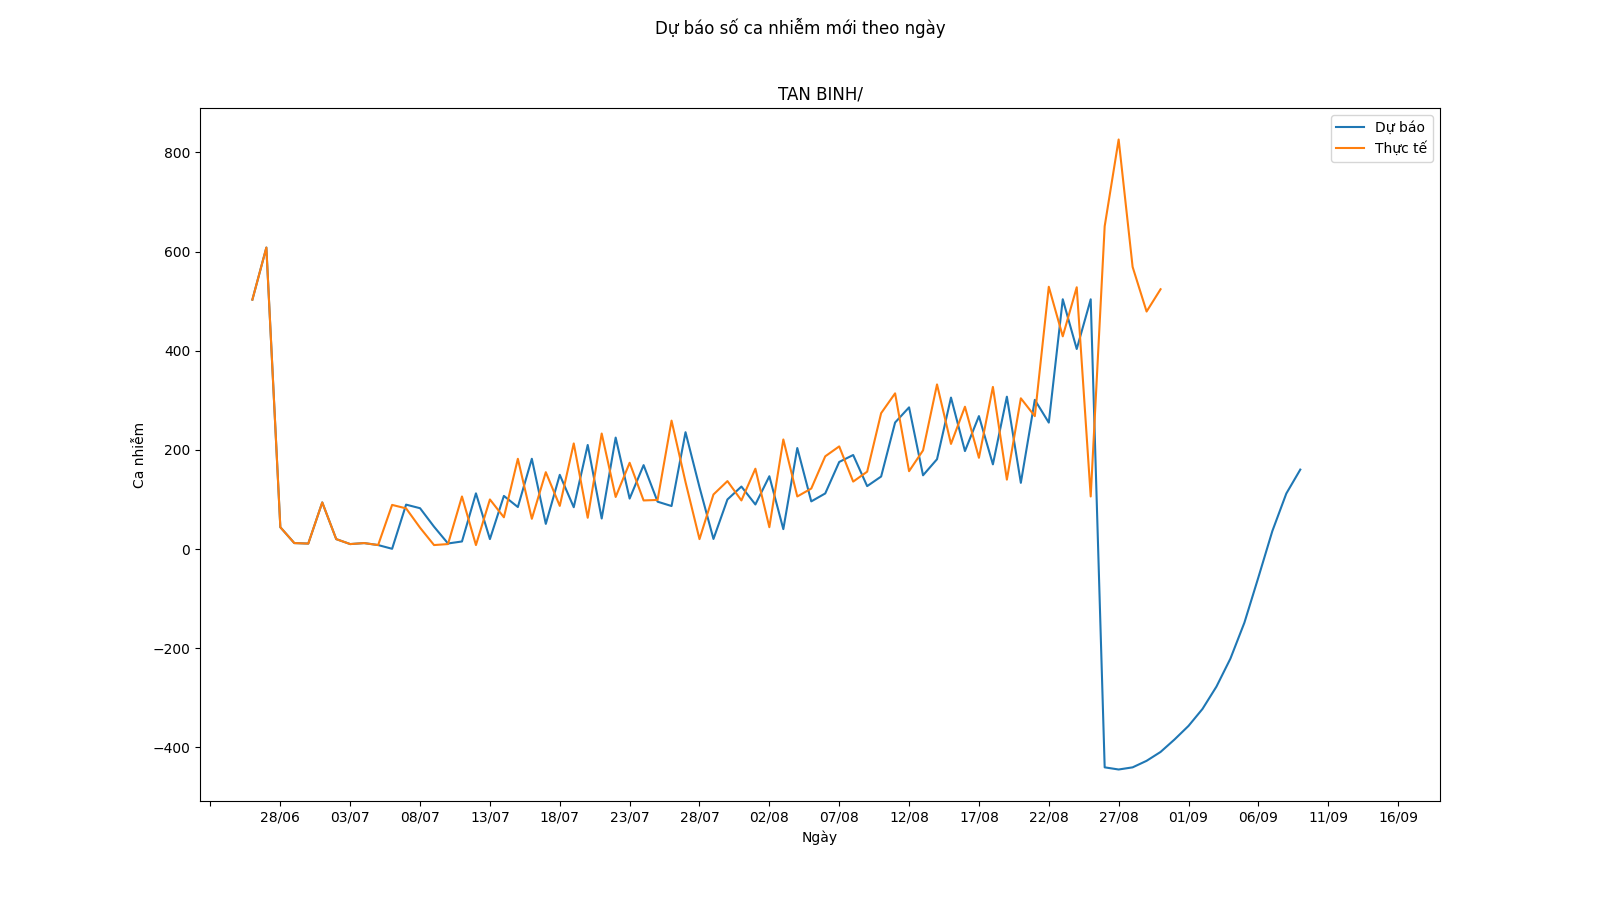 Dự báo số ca nhiễm mới theo ngày
TAN BINH/
Dự báo
Thực tế
800
600
400
200
0
−200
−400
Ca nhiễm
28/06 03/07 08/07 13/07 18/07 23/07 28/07 02/08 07/08 12/08 17/08 22/08 27/08 01/09 06/09 11/09 16/09
Ngày